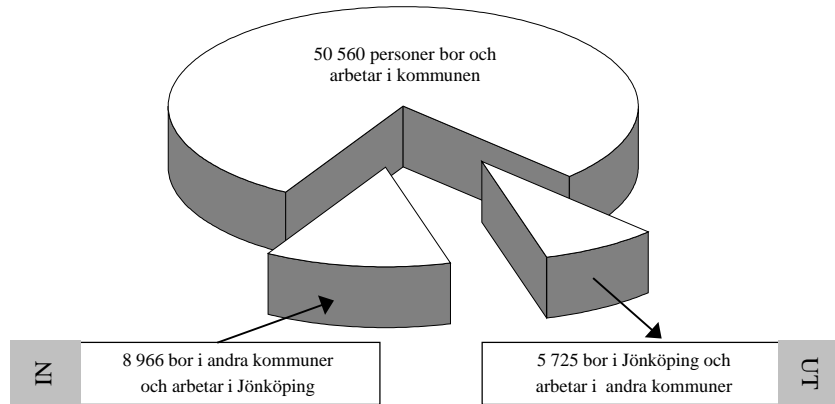 50 560 personer bor och
arbetar i kommunen
IN
8 966 bor i andra kommuner
och arbetar i Jönköping
5 725 bor i Jönköping och
arbetar i andra kommuner
UT